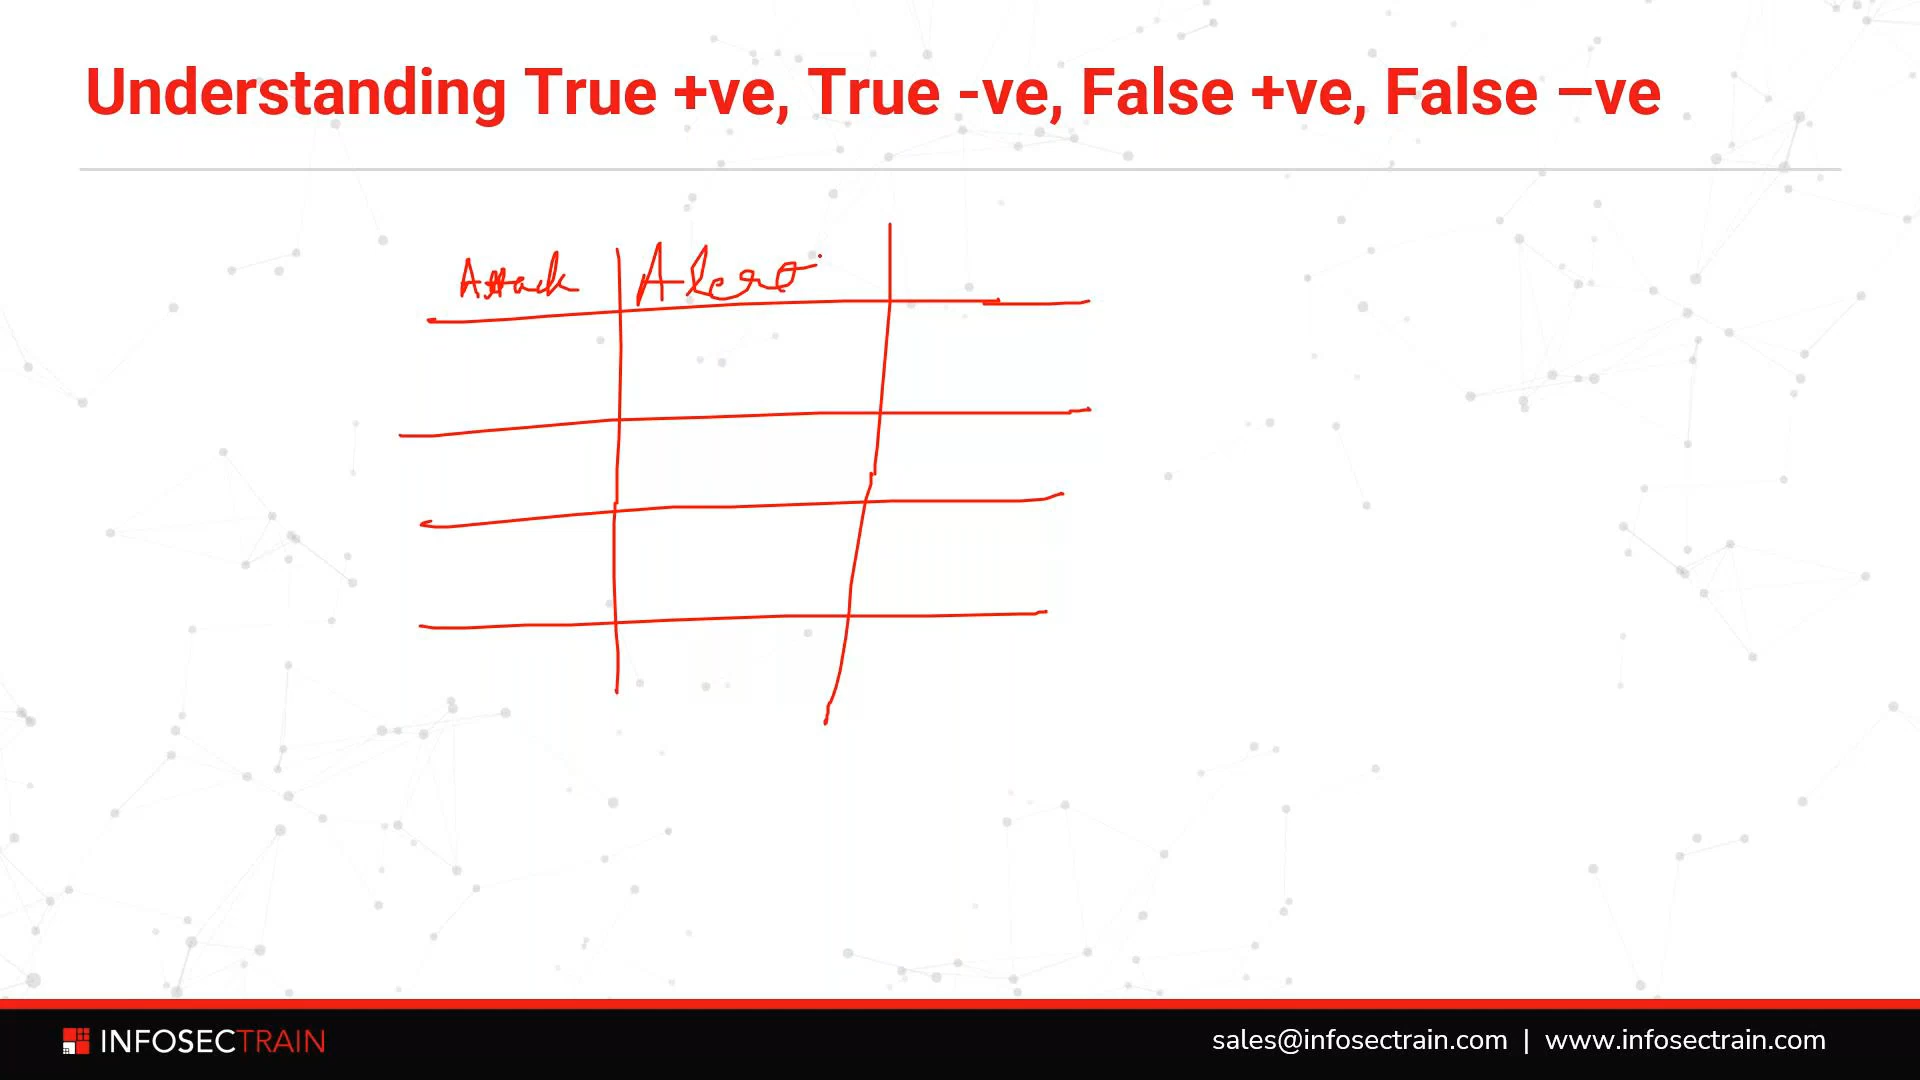 Understanding True +ve, True -ve, False +ve, False –ve
Attack Alert
INFOSECTRAIN
sales@infosectrain.com | www.infosectrain.com